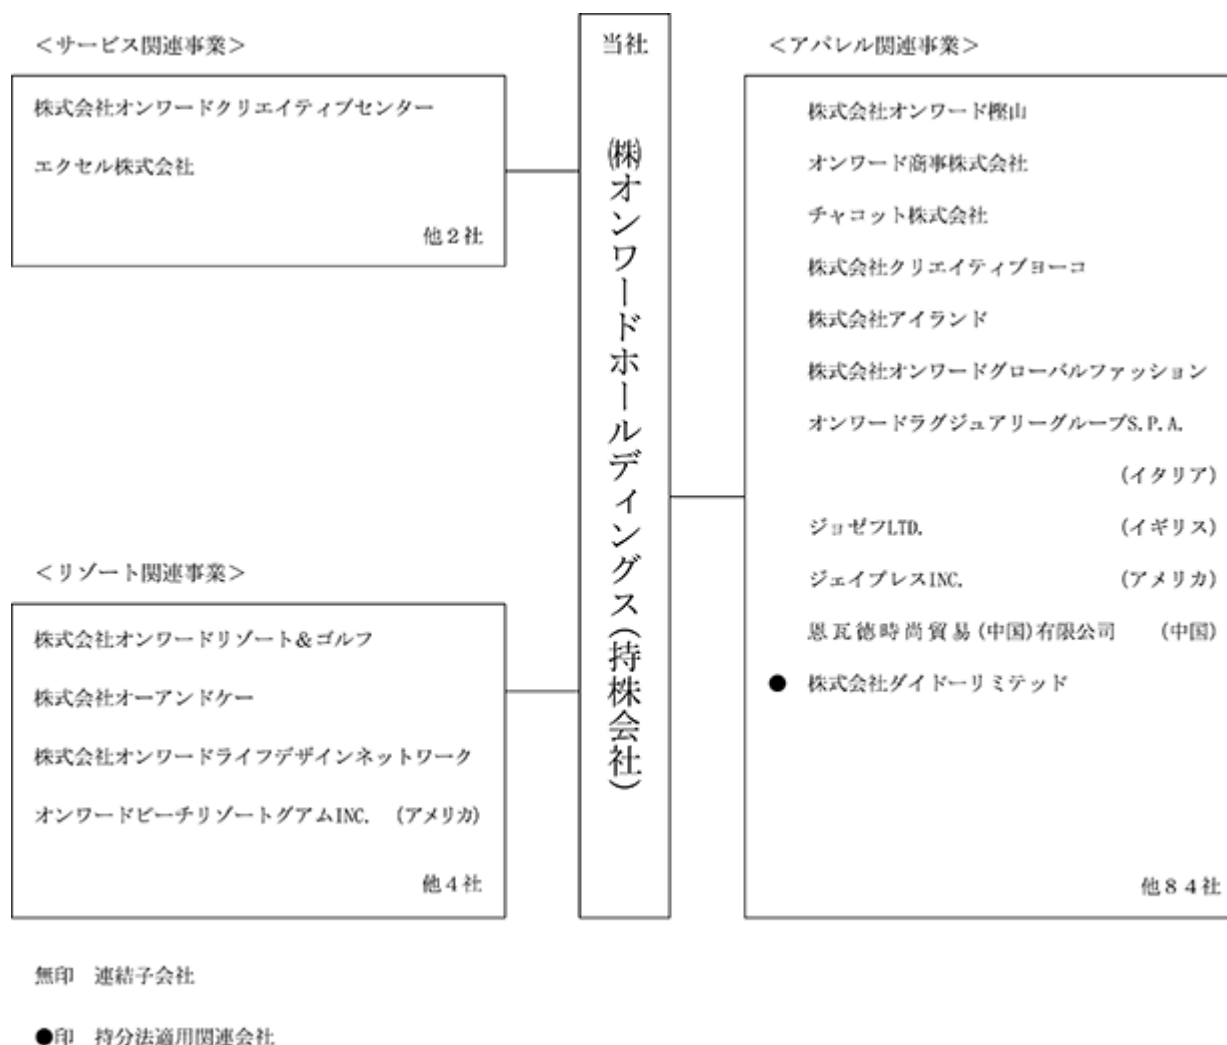 ＜サービス関連事業＞
株式会社オンワードクリエイティブセンター
エクセル株式会社
他２社
＜リゾート関連事業＞
株式会社オンワードリゾート＆ゴルフ
株式会社オーアンドケー
株式会社オンワードライフデザインネットワーク
オンワードビーチリゾートグアムINC. (アメリカ)
他４社
当社
㈱オンワードホールディングス(持株会社)
＜アパレル関連事業＞
株式会社オンワード樫山
オンワード商事株式会社
チャコット株式会社
株式会社クリエイティブヨーコ
株式会社アイランド
株式会社オンワードグローバルファッション
オンワードラグジュアリーグループS.P.A.
(イタリア)
ジョゼフLTD. (イギリス)
ジェイプレスINC. (アメリカ)
恩瓦徳時尚貿易(中国)有限公司 (中国)
● 株式会社ダイドーリミテッド
他８４社
無印 連結子会社
●印 持分法適用関連会社